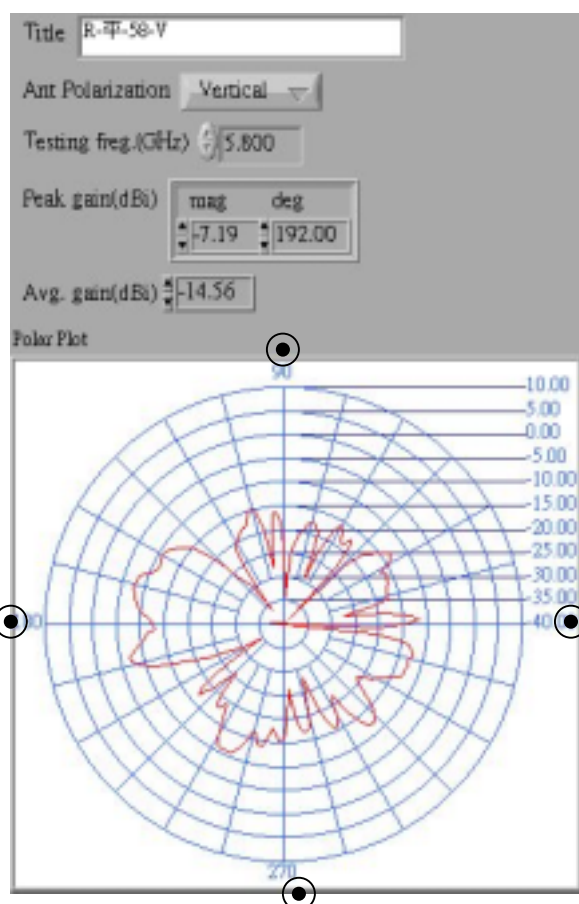 Title R-平-58-V
Ant Polarization Vertical
Testing freq.(GHz) 5.800
Peak gain(dBi) mag deg
-7.19 192.00
Avg. gain(dBi) -14.56
Polar Plot
90
10.00
5.00
0.00
-5.00
-10.00
-15.00
-20.00
-25.00
-30.00
-35.00
270